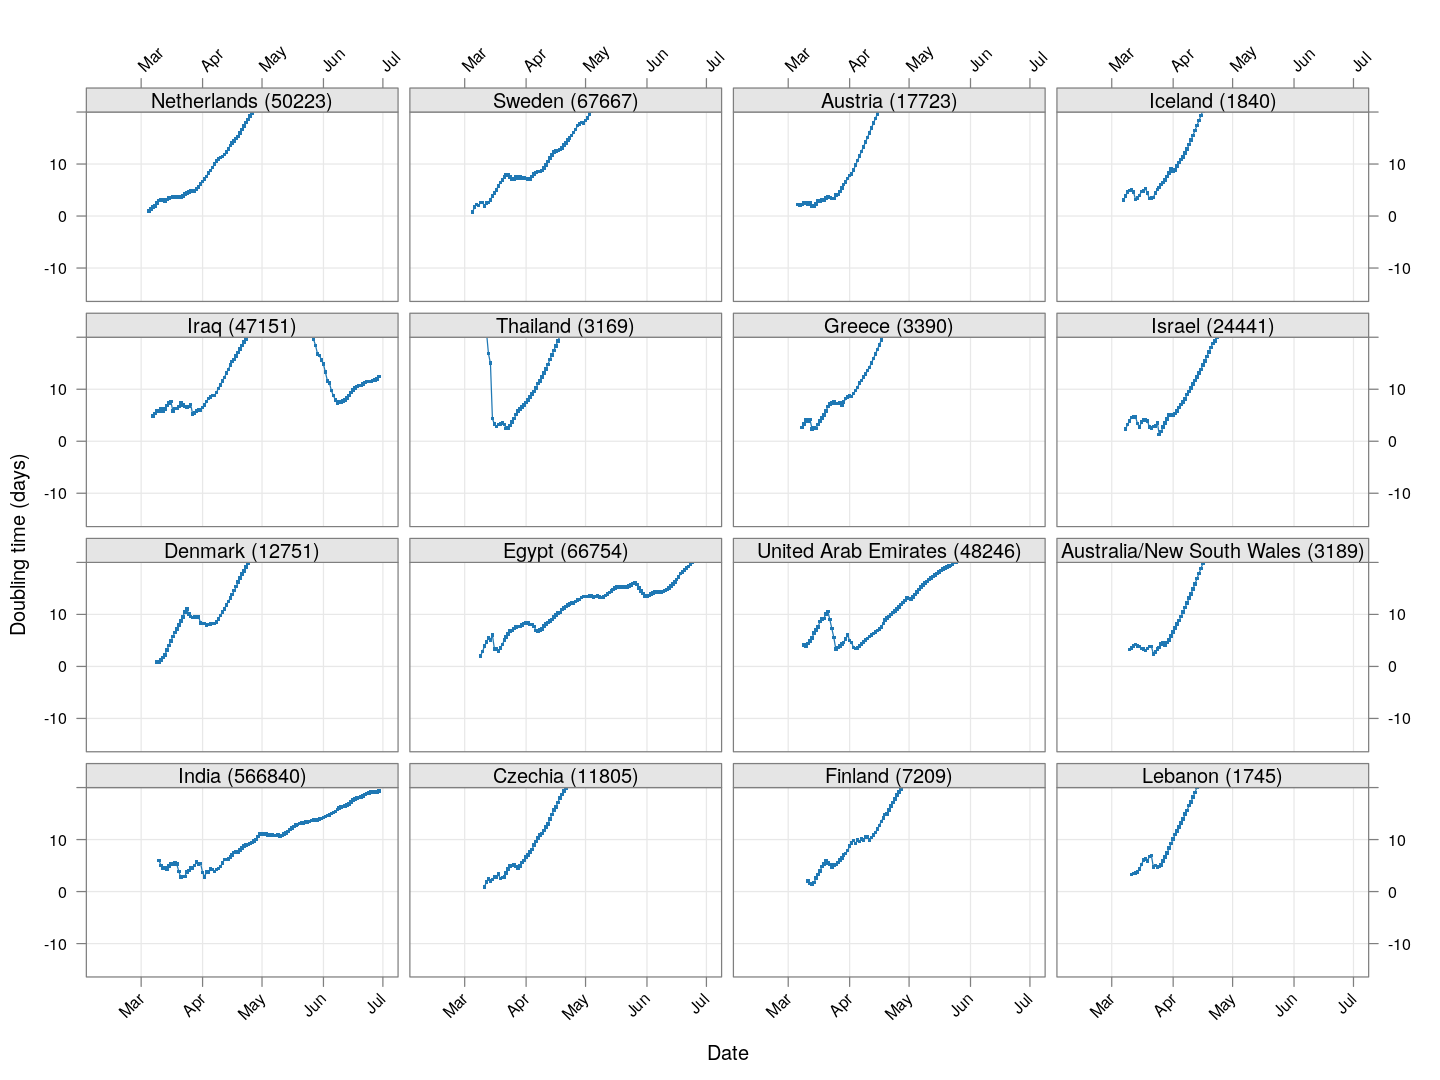 Mar Apr May Jun Jul Mar Apr May Jun Jul Mar Apr May Jun Jul Mar Apr May Jun Jul
Netherlands (50223) Sweden (67667) Austria (17723) Iceland (1840)
10 10
0 0
-10 -10
Iraq (47151) Thailand (3169) Greece (3390) Israel (24441)
10 10
0 0
-10 -10
Doubling time (days)
Denmark (12751) Egypt (66754) United Arab Emirates (48246) Australia/New South Wales (3189)
10 10
0 0
-10 -10
India (566840) Czechia (11805) Finland (7209) Lebanon (1745)
10 10
0 0
-10 -10
Mar Apr May Jun Jul Mar Apr May Jun Jul Mar Apr May Jun Jul Mar Apr May Jun Jul
Date